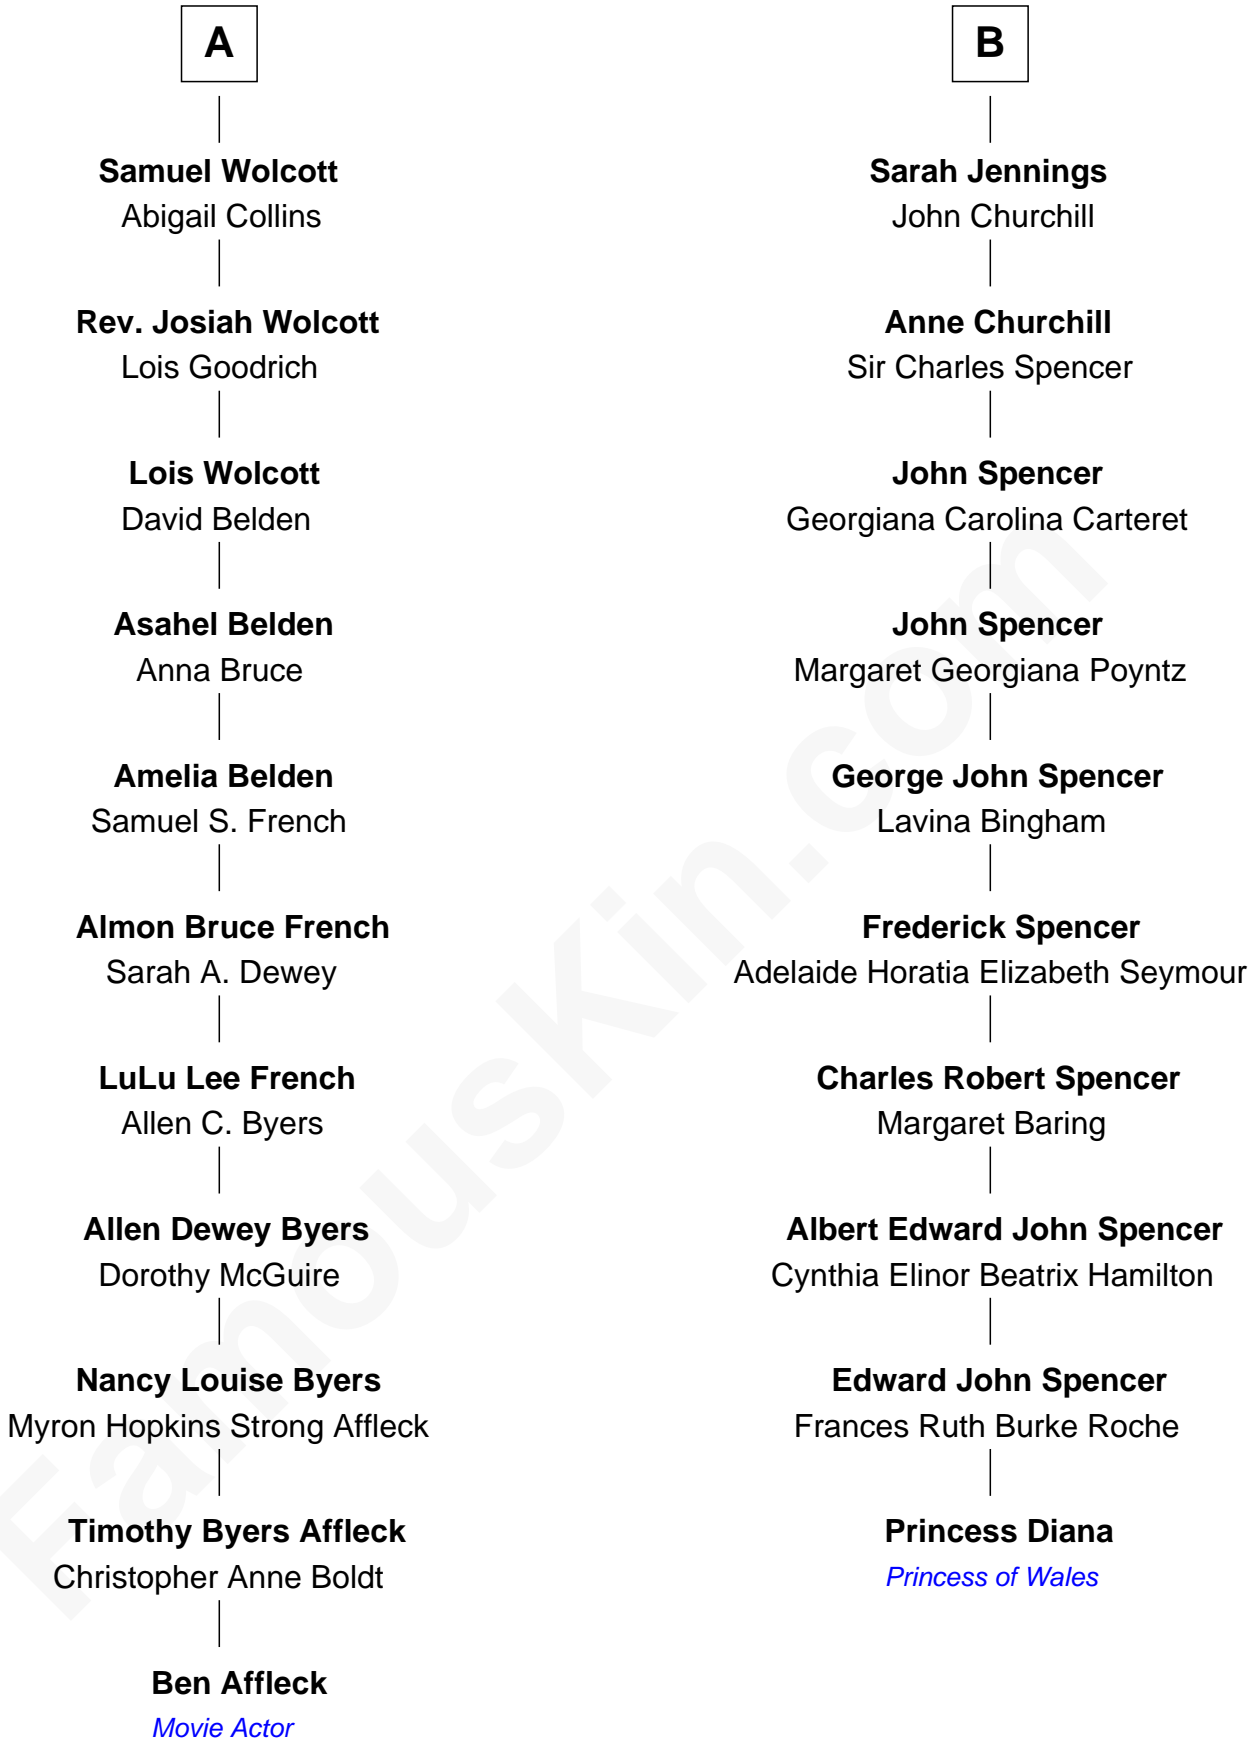 A
Samuel Wolcott
Abigail Collins
Rev. Josiah Wolcott
Lois Goodrich
Lois Wolcott
David Belden
Asahel Belden
Anna Bruce
Amelia Belden
Samuel S. French
Almon Bruce French
Sarah A. Dewey
LuLu Lee French
Allen C. Byers
Allen Dewey Byers
Dorothy McGuire
Nancy Louise Byers
Myron Hopkins Strong Affleck
Timothy Byers Affleck
Christopher Anne Boldt
Ben Affleck
Movie Actor
B
Sarah Jennings
John Churchill
Anne Churchill
Sir Charles Spencer
John Spencer
Georgiana Carolina Carteret
John Spencer
Margaret Georgiana Poyntz
George John Spencer
Lavina Bingham
Frederick Spencer
Adelaide Horatia Elizabeth Seymour
Charles Robert Spencer
Margaret Baring
Albert Edward John Spencer
Cynthia Elinor Beatrix Hamilton
Edward John Spencer
Frances Ruth Burke Roche
Princess Diana
Princess of Wales
FamousKin.com